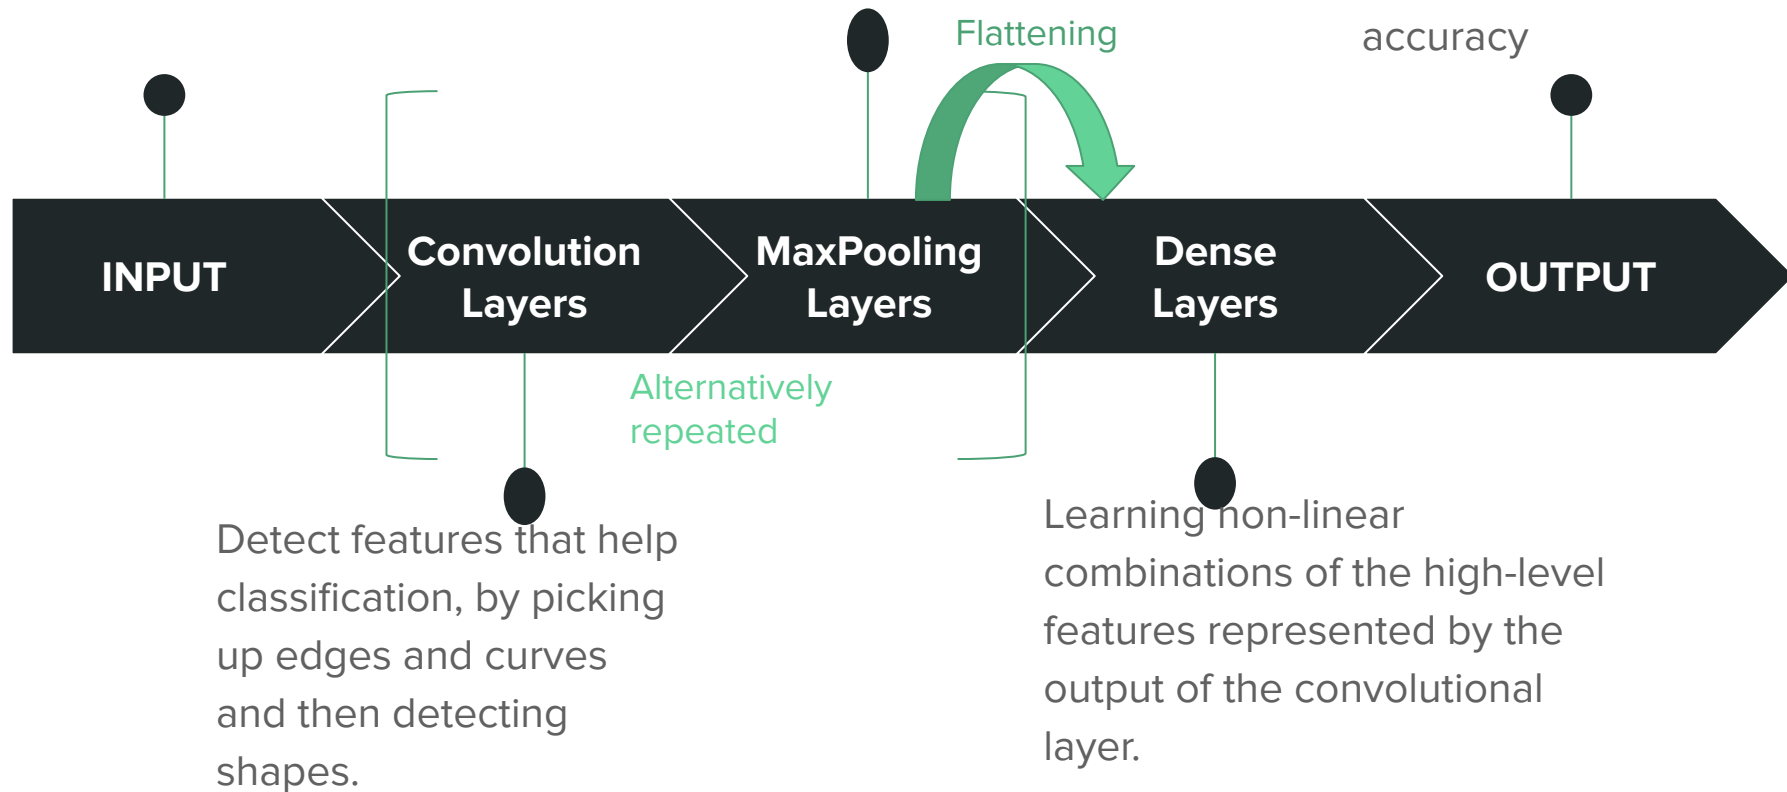 Flattening
accuracy
INPUT
Convolution
Layers
MaxPooling
Layers
Dense
Layers
OUTPUT
Alternatively
repeated
Detect features that help
classification, by picking
up edges and curves
and then detecting
shapes.
Learning non-linear
combinations of the high-level
features represented by the
output of the convolutional
layer.